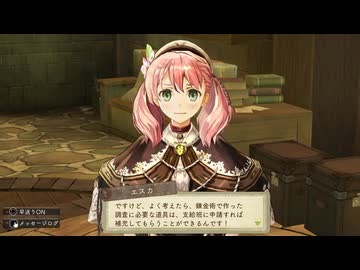 エスカ
ですけど、よく考えたら、錬金術で作った
調査に必要な道具は、支給班に申請すれば
補充してもらうことができるんです！
早送りON
メッセージログ